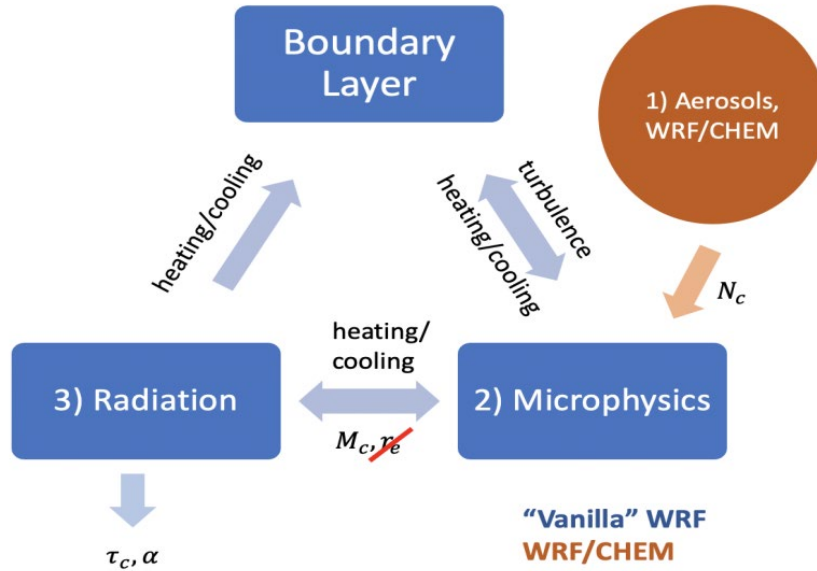 Boundary
Layer
1) Aerosols,
WRF/CHEM
heating/cooling
turbulence
heating/cooling
N_c
heating/
cooling
3) Radiation
2) Microphysics
M_c, r_e
"Vanilla" WRF
WRF/CHEM
τ_c, α